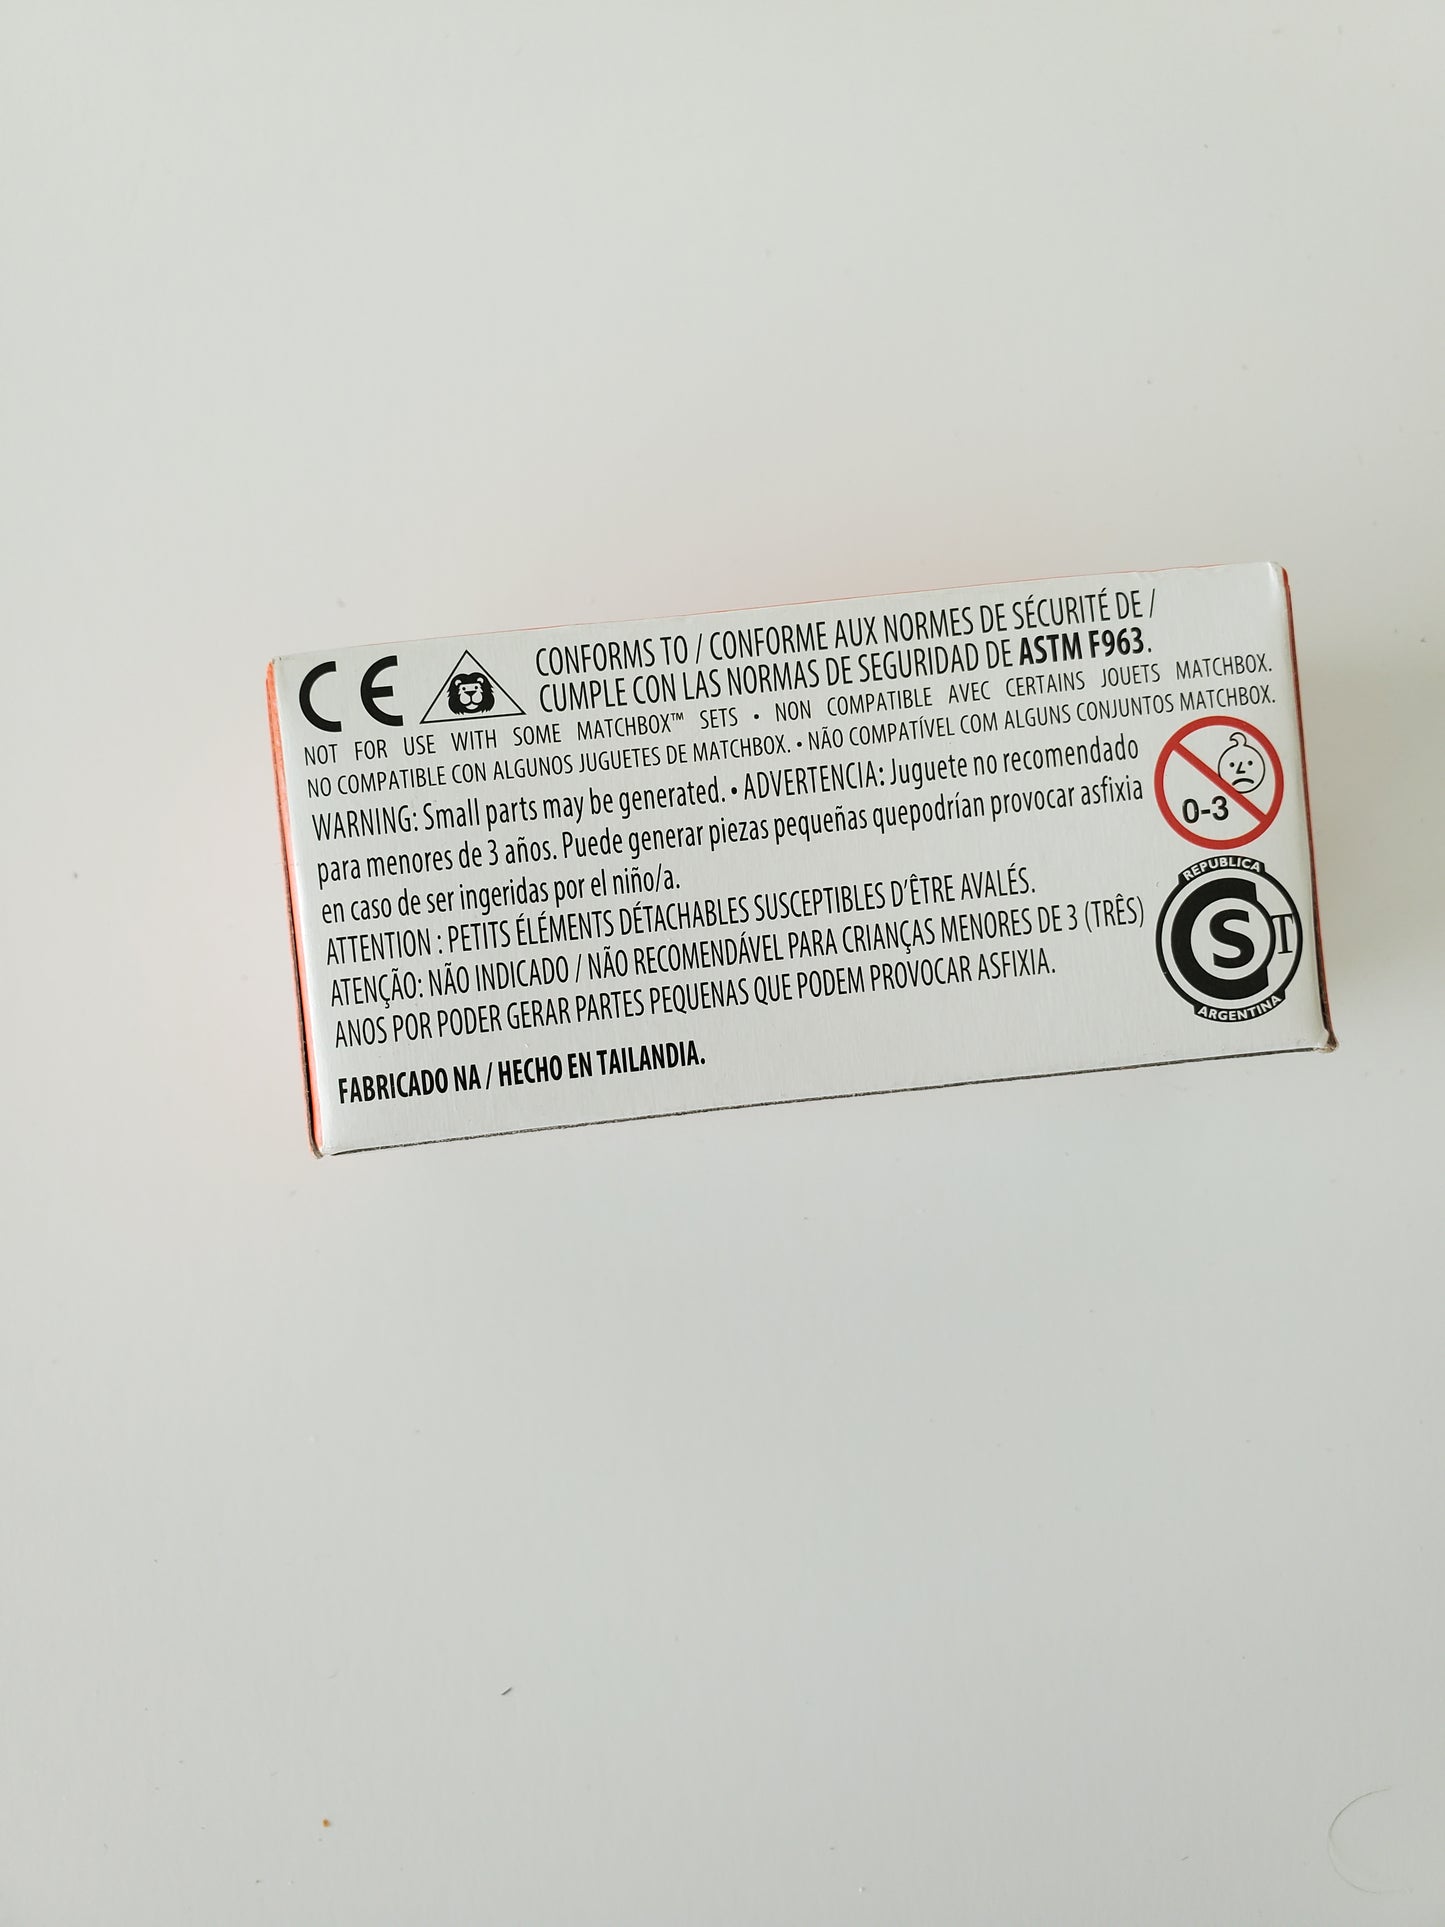 CE
CONFORMS TO / CONFORME AUX NORMES DE SÉCURITÉ DE /
CUMPLE CON LAS NORMAS DE SEGURIDAD DE ASTM F963.
NOT FOR USE WITH SOME MATCHBOX™ SETS • NON COMPATIBLE AVEC CERTAINS JOUETS MATCHBOX.
NO COMPATIBLE CON ALGUNOS JUGUETES DE MATCHBOX. • NÃO COMPATÍVEL COM ALGUNS CONJUNTOS MATCHBOX.
WARNING: Small parts may be generated. • ADVERTENCIA: Juguete no recomendado
para menores de 3 años. Puede generar piezas pequeñas quepodrían provocar asfixia
en caso de ser ingeridas por el niño/a.
ATTENTION : PETITS ÉLÉMENTS DÉTACHABLES SUSCEPTIBLES D'ÊTRE AVALÉS.
ATENÇÃO: NÃO INDICADO / NÃO RECOMENDÁVEL PARA CRIANÇAS MENORES DE 3 (TRÊS)
ANOS POR PODER GERAR PARTES PEQUENAS QUE PODEM PROVOCAR ASFIXIA.
FABRICADO NA / HECHO EN TAILANDIA.
0-3
REPUBLICA
CST
ARGENTINA